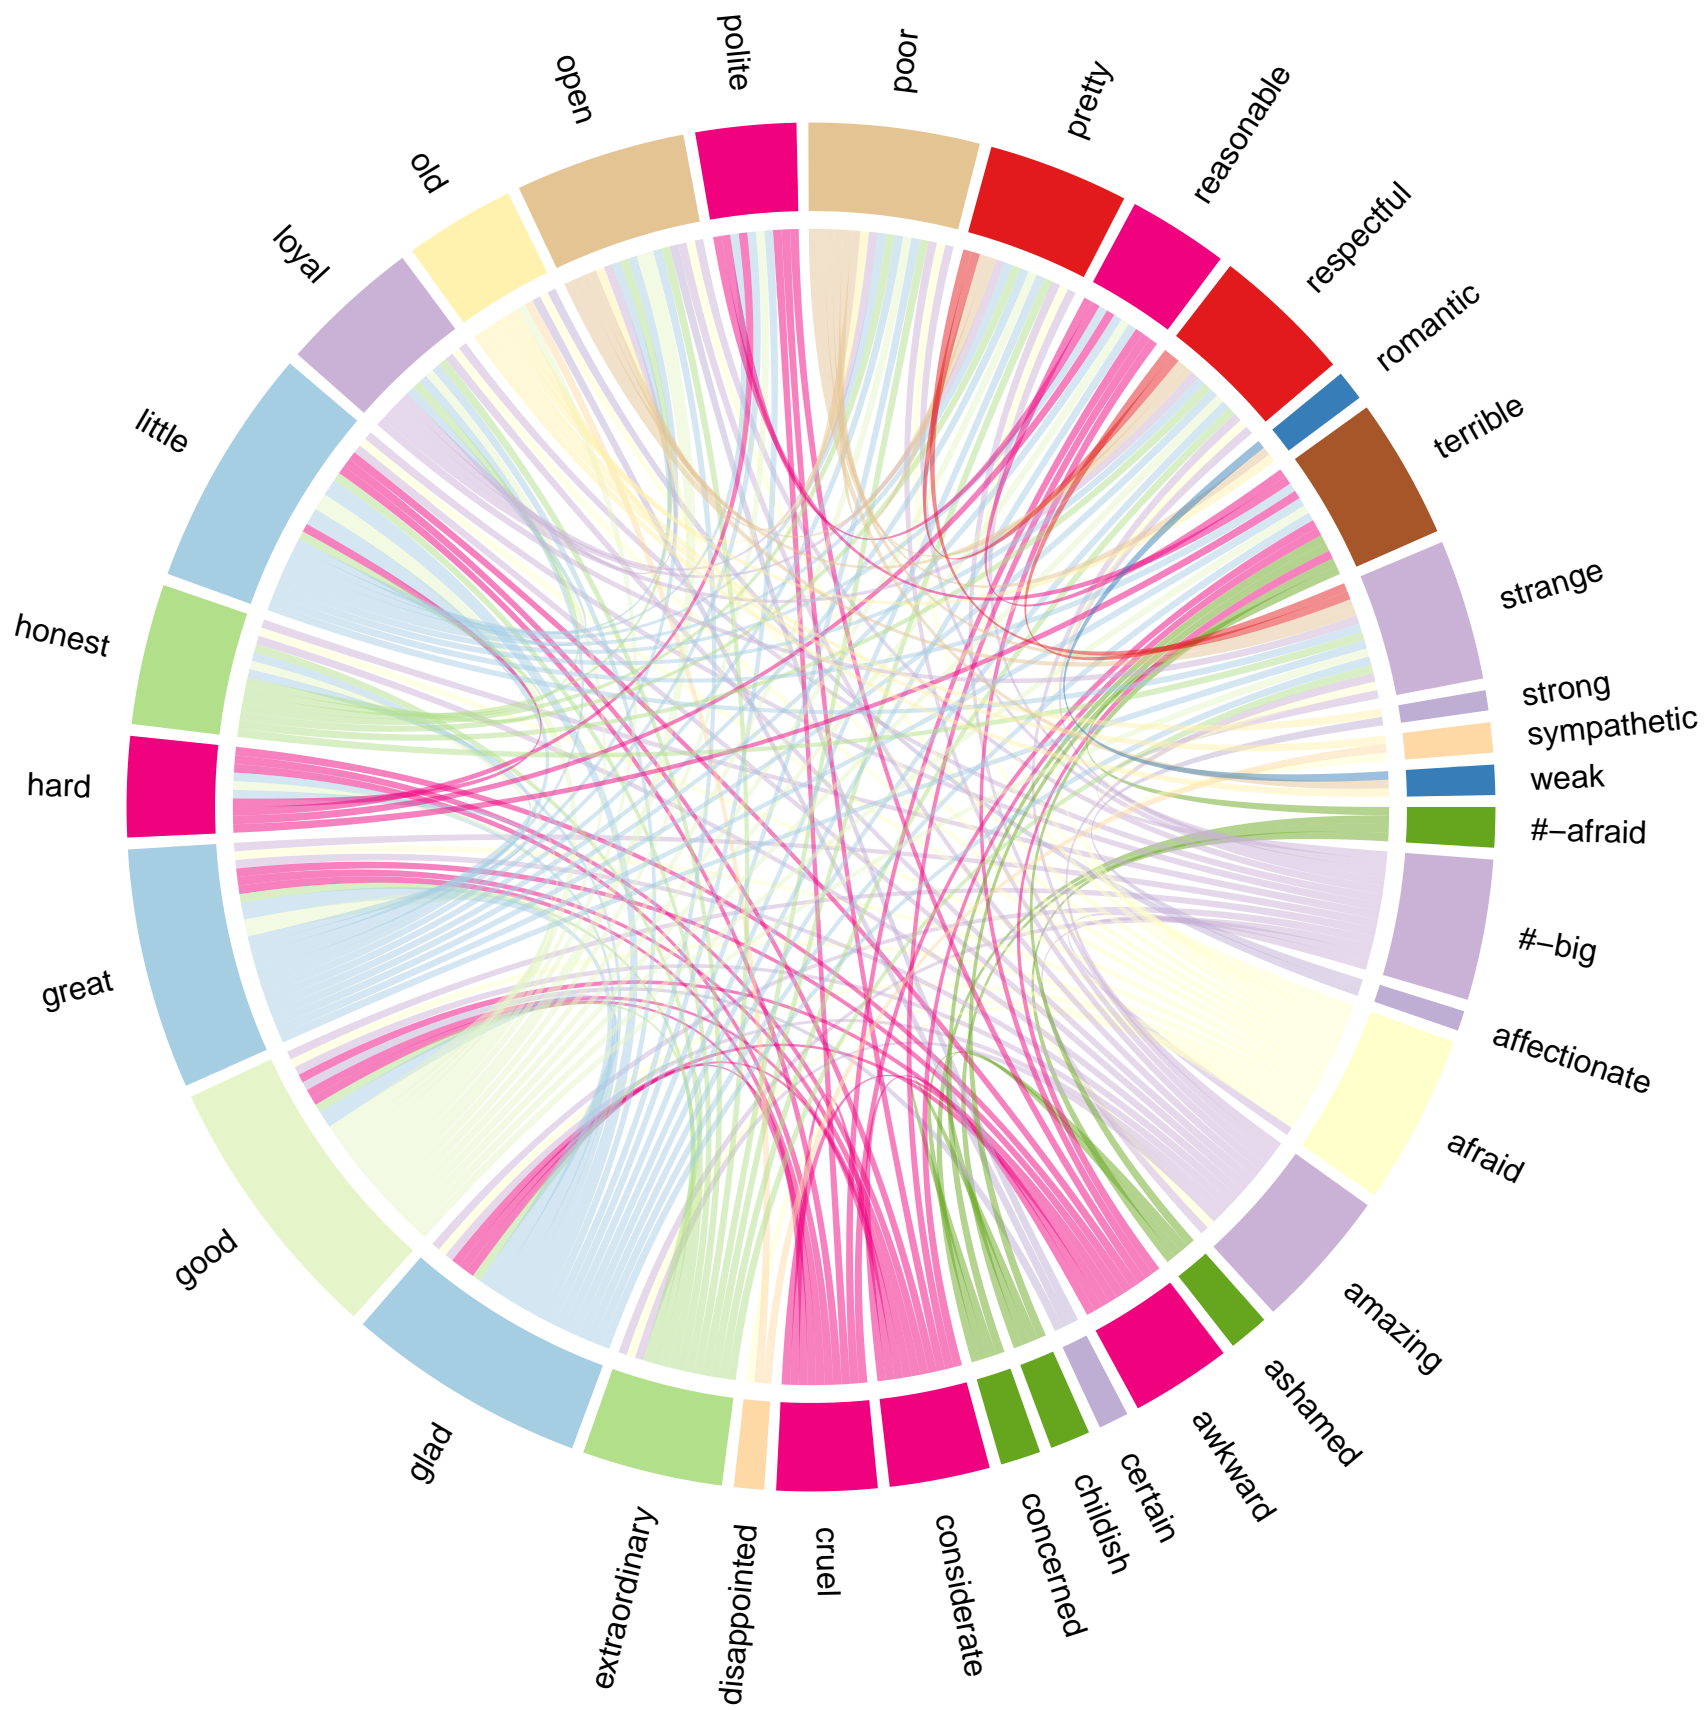 polite
poor
pretty
reasonable
respectful
romantic
terrible
strange
strong
sympathetic
weak
#−afraid
#−big
affectionate
afraid
amazing
ashamed
awkward
certain
childish
concerned
considerate
cruel
disappointed
extraordinary
glad
good
great
hard
honest
little
loyal
old
open